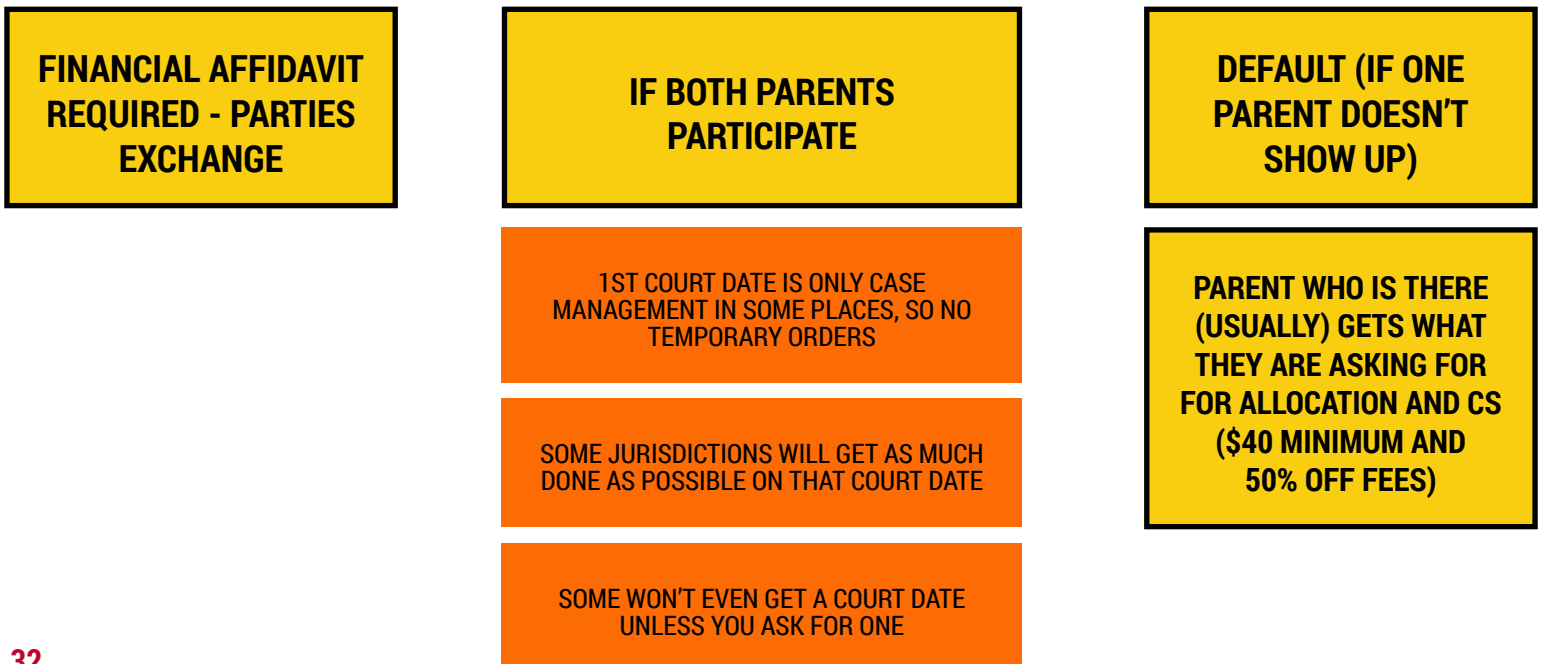 FINANCIAL AFFIDAVIT
REQUIRED - PARTIES
EXCHANGE
IF BOTH PARENTS
PARTICIPATE
1ST COURT DATE IS ONLY CASE
MANAGEMENT IN SOME PLACES, SO NO
TEMPORARY ORDERS
SOME JURISDICTIONS WILL GET AS MUCH
DONE AS POSSIBLE ON THAT COURT DATE
SOME WON'T EVEN GET A COURT DATE
UNLESS YOU ASK FOR ONE
DEFAULT (IF ONE
PARENT DOESN'T
SHOW UP)
PARENT WHO IS THERE
(USUALLY) GETS WHAT
THEY ARE ASKING FOR
FOR ALLOCATION AND CS
($40 MINIMUM AND
50% OFF FEES)
32